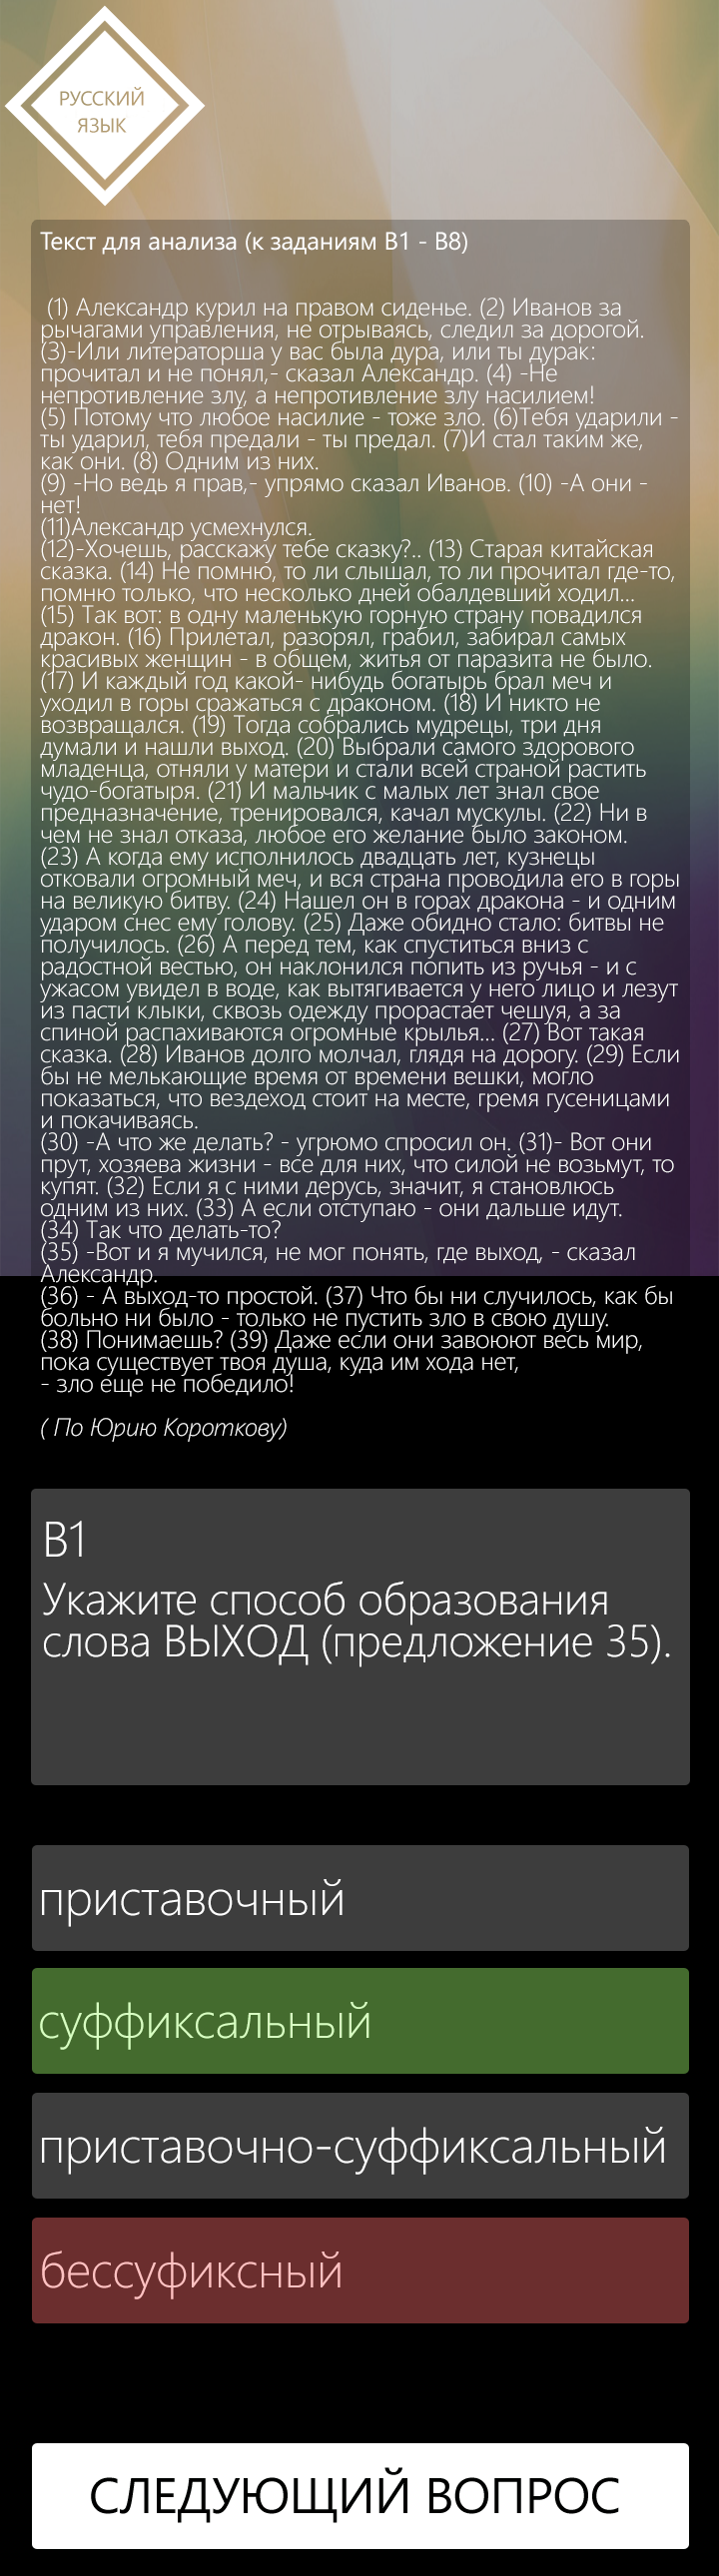 РУССКИЙ
ЯЗЫК
Текст для анализа (к заданиям B1 - B8)
(1) Александр курил на правом сиденье. (2) Иванов за
рычагами управления, не отрываясь, следил за дорогой.
(3)-Или литераторша у вас была дура, или ты дурак:
прочитал и не понял,- сказал Александр. (4) -Не
непротивление злу, а непротивление злу насилием!
(5) Потому что любое насилие - тоже зло. (6)Тебя ударили -
ты ударил, тебя предали - ты предал. (7)И стал таким же,
как они. (8) Одним из них.
(9) -Но ведь я прав,- упрямо сказал Иванов. (10) -А они -
нет!
(11)Александр усмехнулся.
(12)-Хочешь, расскажу тебе сказку?.. (13) Старая китайская
сказка. (14) Не помню, то ли слышал, то ли прочитал где-то,
помню только, что несколько дней обалдевший ходил...
(15) Так вот: в одну маленькую горную страну повадился
дракон. (16) Прилетал, разорял, грабил, забирал самых
красивых женщин - в общем, житья от паразита не было.
(17) И каждый год какой- нибудь богатырь брал меч и
уходил в горы сражаться с драконом. (18) И никто не
возвращался. (19) Тогда собрались мудрецы, три дня
думали и нашли выход. (20) Выбрали самого здорового
младенца, отняли у матери и стали всей страной растить
чудо-богатыря. (21) И мальчик с малых лет знал свое
предназначение, тренировался, качал мускулы. (22) Ни в
чем не знал отказа, любое его желание было законом.
(23) А когда ему исполнилось двадцать лет, кузнецы
отковали огромный меч, и вся страна проводила его в горы
на великую битву. (24) Нашел он в горах дракона - и одним
ударом снес ему голову. (25) Даже обидно стало: битвы не
получилось. (26) А перед тем, как спуститься вниз с
радостной вестью, он наклонился попить из ручья - и с
ужасом увидел в воде, как вытягивается у него лицо и лезут
из пасти клыки, сквозь одежду прорастает чешуя, а за
спиной распахиваются огромные крылья... (27) Вот такая
сказка. (28) Иванов долго молчал, глядя на дорогу. (29) Если
бы не мелькающие время от времени вешки, могло
показаться, что вездеход стоит на месте, гремя гусеницами
и покачиваясь.
(30) -А что же делать? - угрюмо спросил он. (31)- Вот они
прут, хозяева жизни - все для них, что силой не возьмут, то
купят. (32) Если я с ними дерусь, значит, я становлюсь
одним из них. (33) А если отступаю - они дальше идут.
(34) Так что делать-то?
(35) -Вот и я мучился, не мог понять, где выход, - сказал
Александр.
(36) - А выход-то простой. (37) Что бы ни случилось, как бы
больно ни было - только не пустить зло в свою душу.
(38) Понимаешь? (39) Даже если они завоюют весь мир,
пока существует твоя душа, куда им хода нет,
- зло еще не победило!
( По Юрию Короткову)
B1
Укажите способ образования
слова ВЫХОД (предложение 35).
приставочный
суффиксальный
приставочно-суффиксальный
бессуфиксный
СЛЕДУЮЩИЙ ВОПРОС